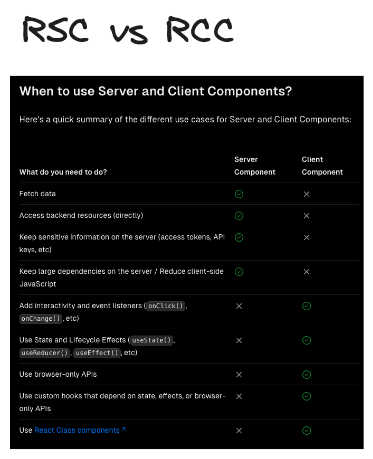 RSC vs RCC
When to use Server and Client Components?
Here's a quick summary of the different use cases for Server and Client Components:
Server Client
What do you need to do? Component Component
Fetch data
Access backend resources (directly)
Keep sensitive information on the server (access tokens, API
keys, etc)
Keep large dependencies on the server / Reduce client-side
JavaScript
Add interactivity and event listeners ( onClick() ,
onChange() , etc)
Use State and Lifecycle Effects ( useState() ,
useReducer() , useEffect() , etc)
Use browser-only APIs
Use custom hooks that depend on state, effects, or browser-
only APIs
Use React Class components ↗